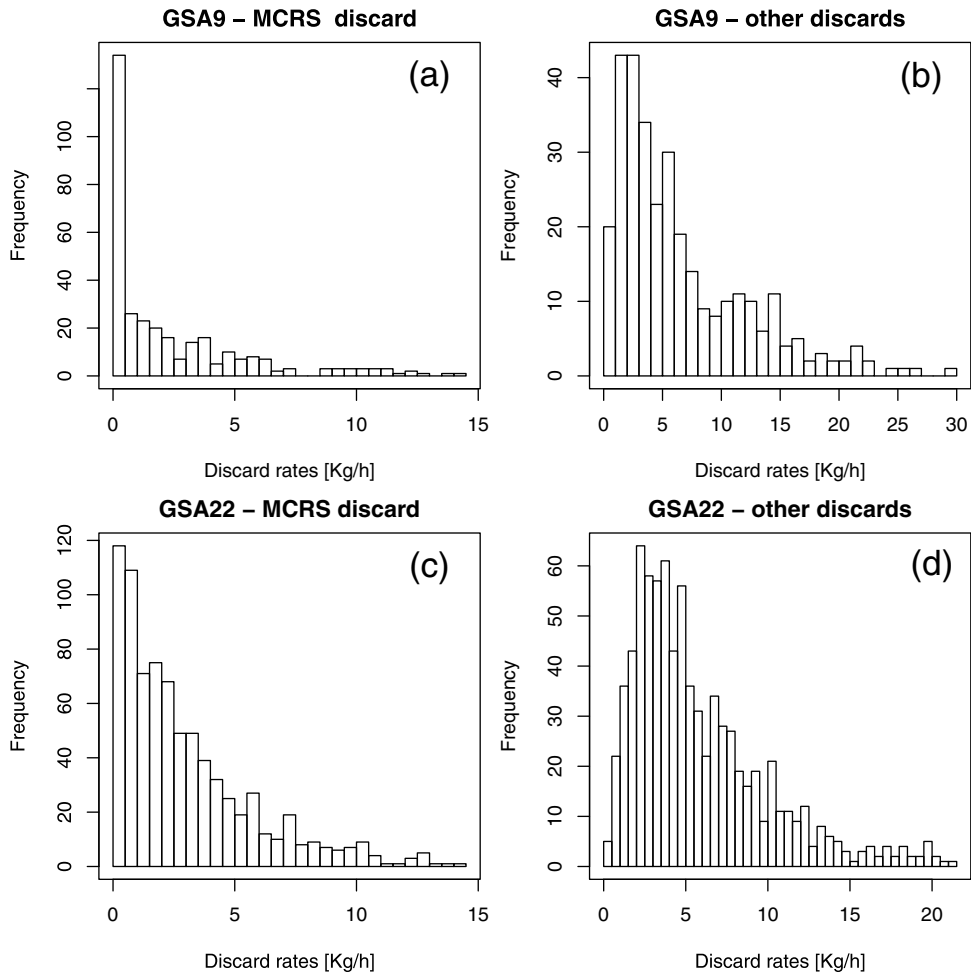 GSA9 – MCRS discard
(a)
Frequency
0 20 40 60 80 100
0 5 10 15
Discard rates [Kg/h]
GSA9 – other discards
(b)
Frequency
0 10 20 30 40
0 5 10 15 20 25 30
Discard rates [Kg/h]
GSA22 – MCRS discard
(c)
Frequency
0 20 40 60 80 100 120
0 5 10 15
Discard rates [Kg/h]
GSA22 – other discards
(d)
Frequency
0 10 20 30 40 50 60
0 5 10 15 20
Discard rates [Kg/h]